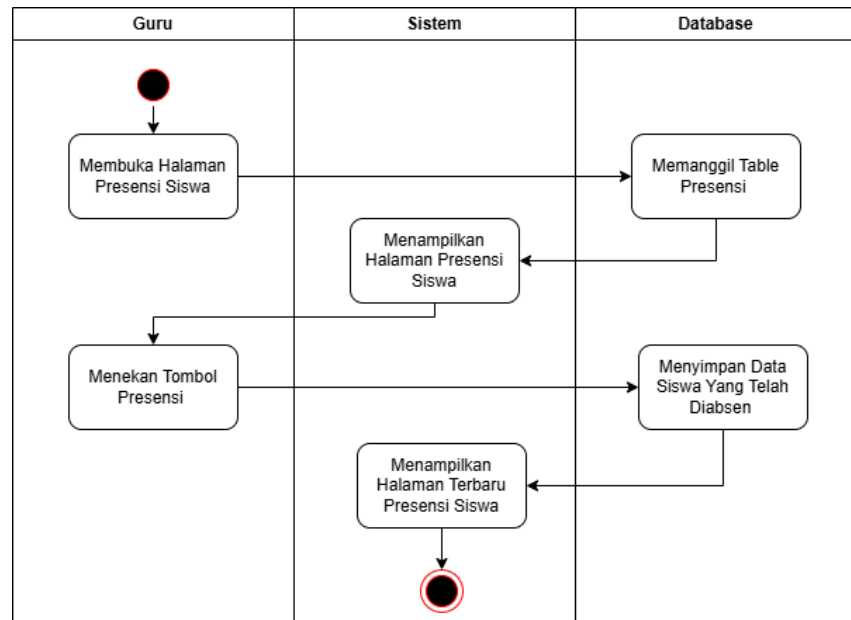 Guru
Sistem
Database
Membuka Halaman
Presensi Siswa
Memanggil Table
Presensi
Menampilkan
Halaman Presensi
Siswa
Menekan Tombol
Presensi
Menyimpan Data
Siswa Yang Telah
Diabsen
Menampilkan
Halaman Terbaru
Presensi Siswa